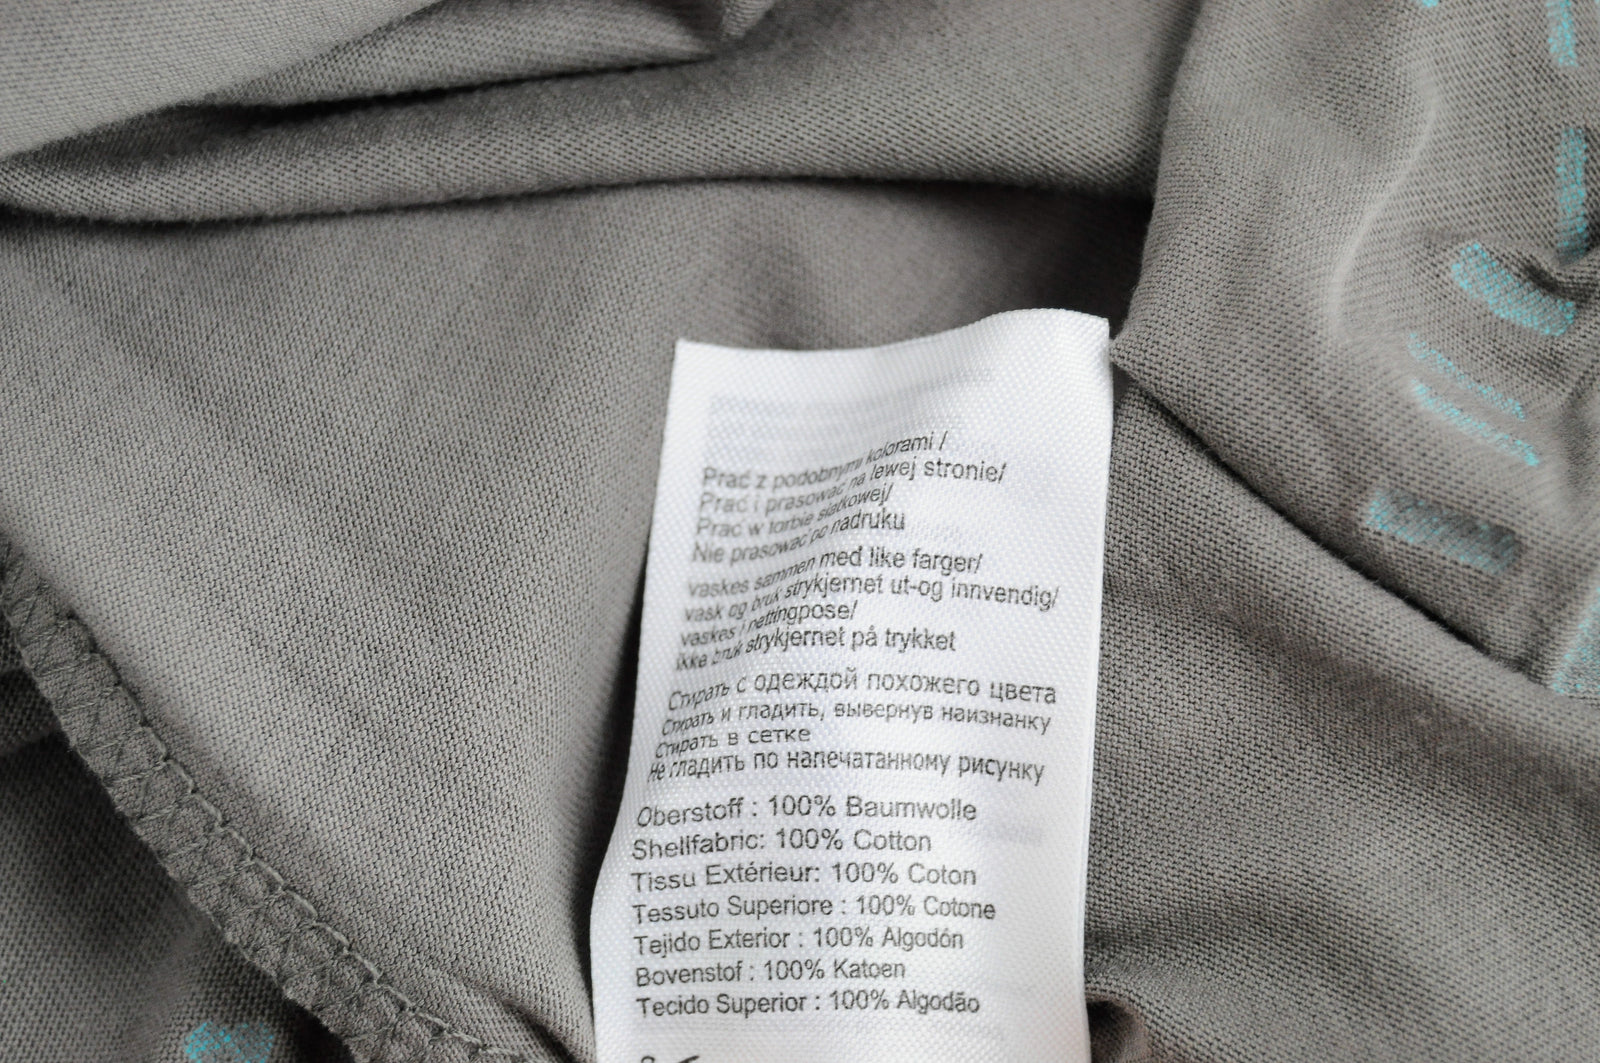 Prać z podobnymi kolorami /
Prać i prasować na lewej stronie/
Prać w torbie siatkowej/
Nie prasować po nadruku
vaskes sammen med like farger/
vask og bruk strykjernet ut-og innvendig/
vaskes i nettingpose/
ikke bruk strykjernet på trykket
Стирать с одеждой похожего цвета
Стирать и гладить, вывернув наизнанку
Стирать в сетке
Не гладить по напечатанному рисунку
Oberstoff : 100% Baumwolle
Shellfabric: 100% Cotton
Tissu Extérieur: 100% Coton
Tessuto Superiore : 100% Cotone
Tejido Exterior : 100% Algodón
Bovenstof : 100% Katoen
Tecido Superior : 100% Algodão